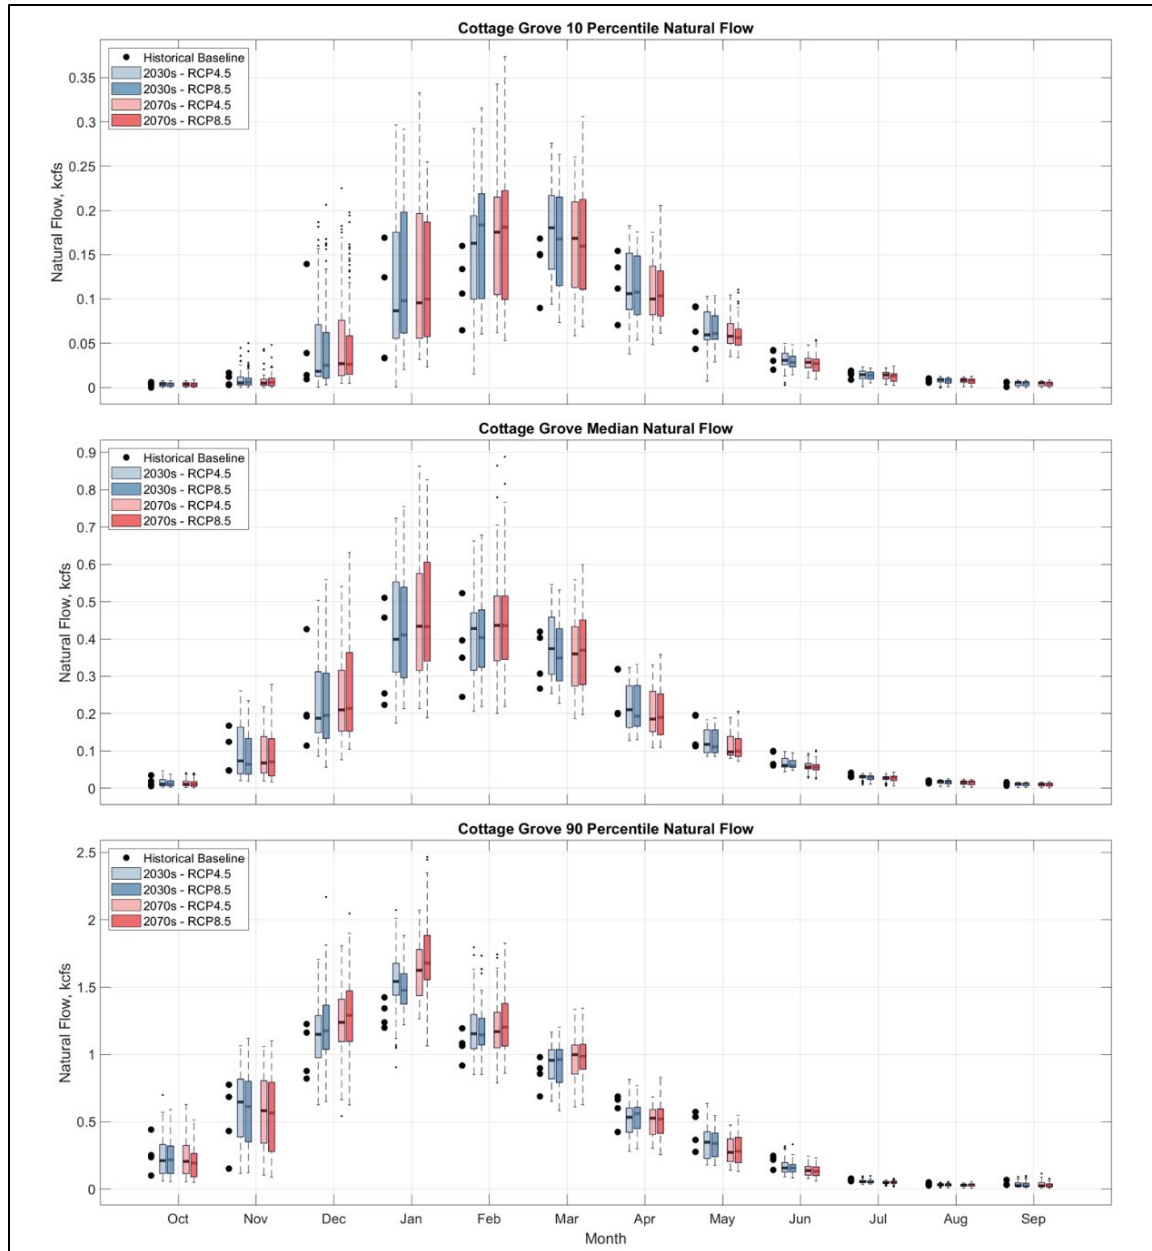 Cottage Grove 10 Percentile Natural Flow
Historical Baseline
2030s - RCP4.5
2030s - RCP8.5
2070s - RCP4.5
2070s - RCP8.5
0.35
0.3
0.25
0.2
0.15
0.1
0.05
0
Natural Flow, kcfs
Cottage Grove Median Natural Flow
Historical Baseline
2030s - RCP4.5
2030s - RCP8.5
2070s - RCP4.5
2070s - RCP8.5
0.9
0.8
0.7
0.6
0.5
0.4
0.3
0.2
0.1
0
Natural Flow, kcfs
Cottage Grove 90 Percentile Natural Flow
Historical Baseline
2030s - RCP4.5
2030s - RCP8.5
2070s - RCP4.5
2070s - RCP8.5
2.5
2
1.5
1
0.5
0
Natural Flow, kcfs
Oct Nov Dec Jan Feb Mar Apr May Jun Jul Aug Sep
Month